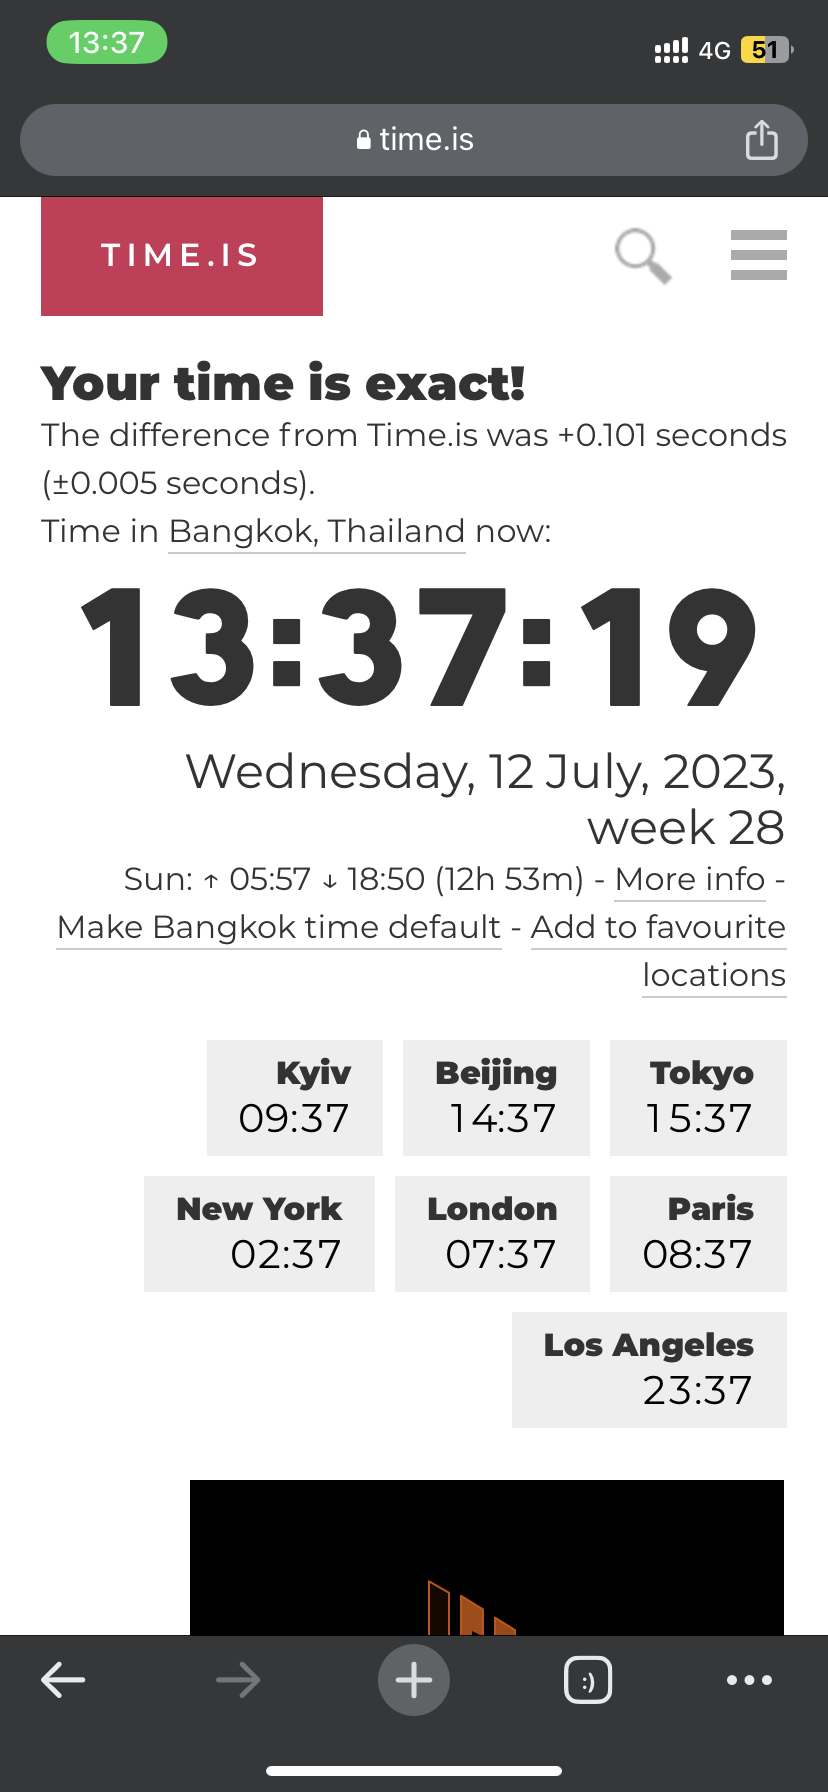 13:37
4G 51
time.is
TIME.IS
Your time is exact!
The difference from Time.is was +0.101 seconds
(±0.005 seconds).
Time in Bangkok, Thailand now:
13:37:19
Wednesday, 12 July, 2023,
week 28
Sun: ↑ 05:57 ↓ 18:50 (12h 53m) - More info -
Make Bangkok time default - Add to favourite
locations
Kyiv Beijing Tokyo
09:37 14:37 15:37
New York London Paris
02:37 07:37 08:37
Los Angeles
23:37
:)